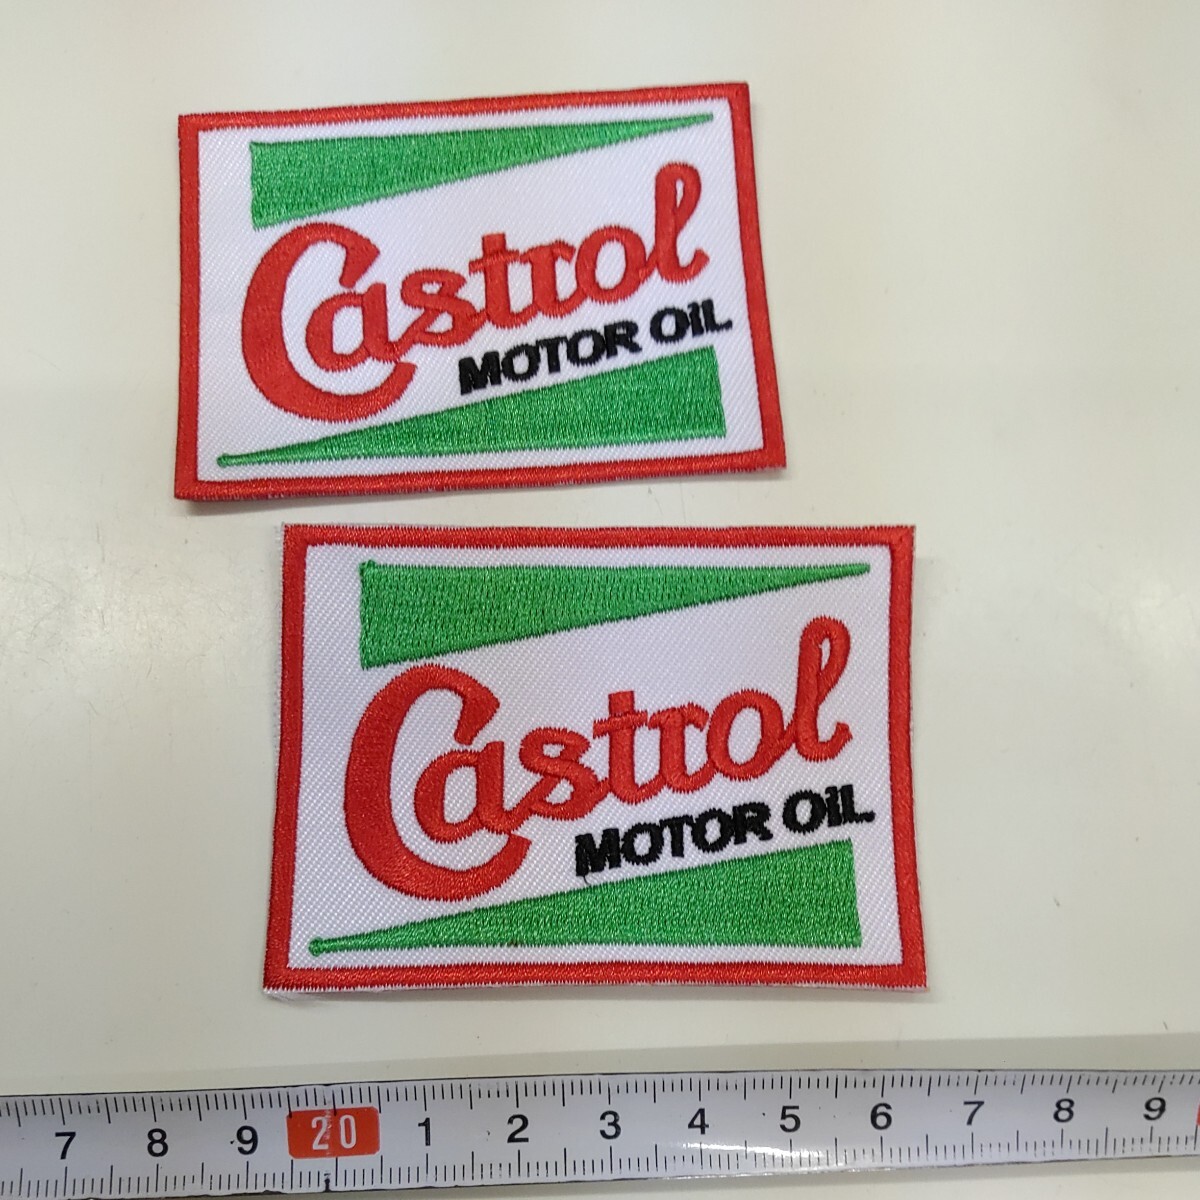 Castrol
MOTOR OiL
Castrol
MOTOR OiL
7 8 9 20 1 2 3 4 5 6 7 8 9